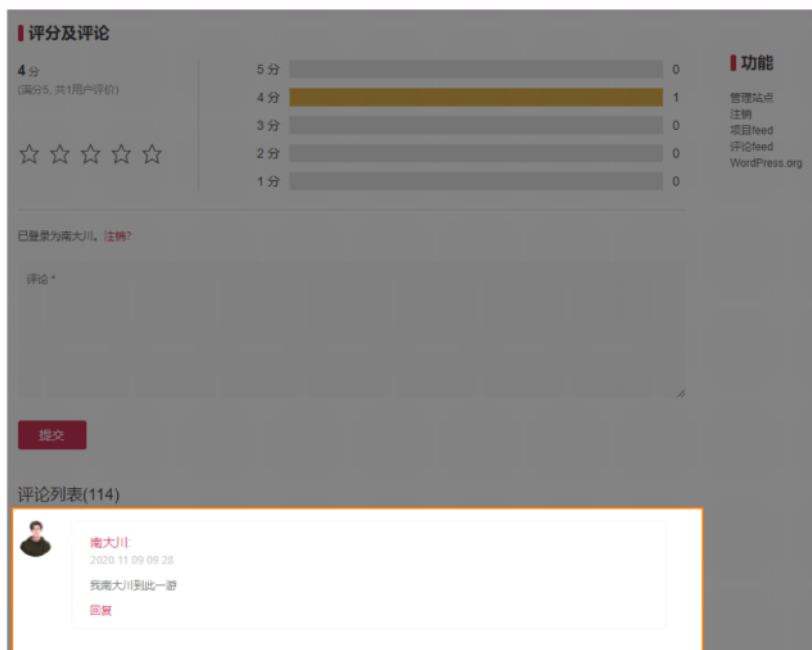 评分及评论
4 分
(满分5, 共1用户评价)
5 分 0
4 分 1
3 分 0
2 分 0
1 分 0
已登录为南大川。注销?
评论 *
提交
评论列表(114)
南大川:
2020.11.09 09:28
我南大川到此一游
回复
功能
管理站点
注销
项目feed
评论feed
WordPress.org